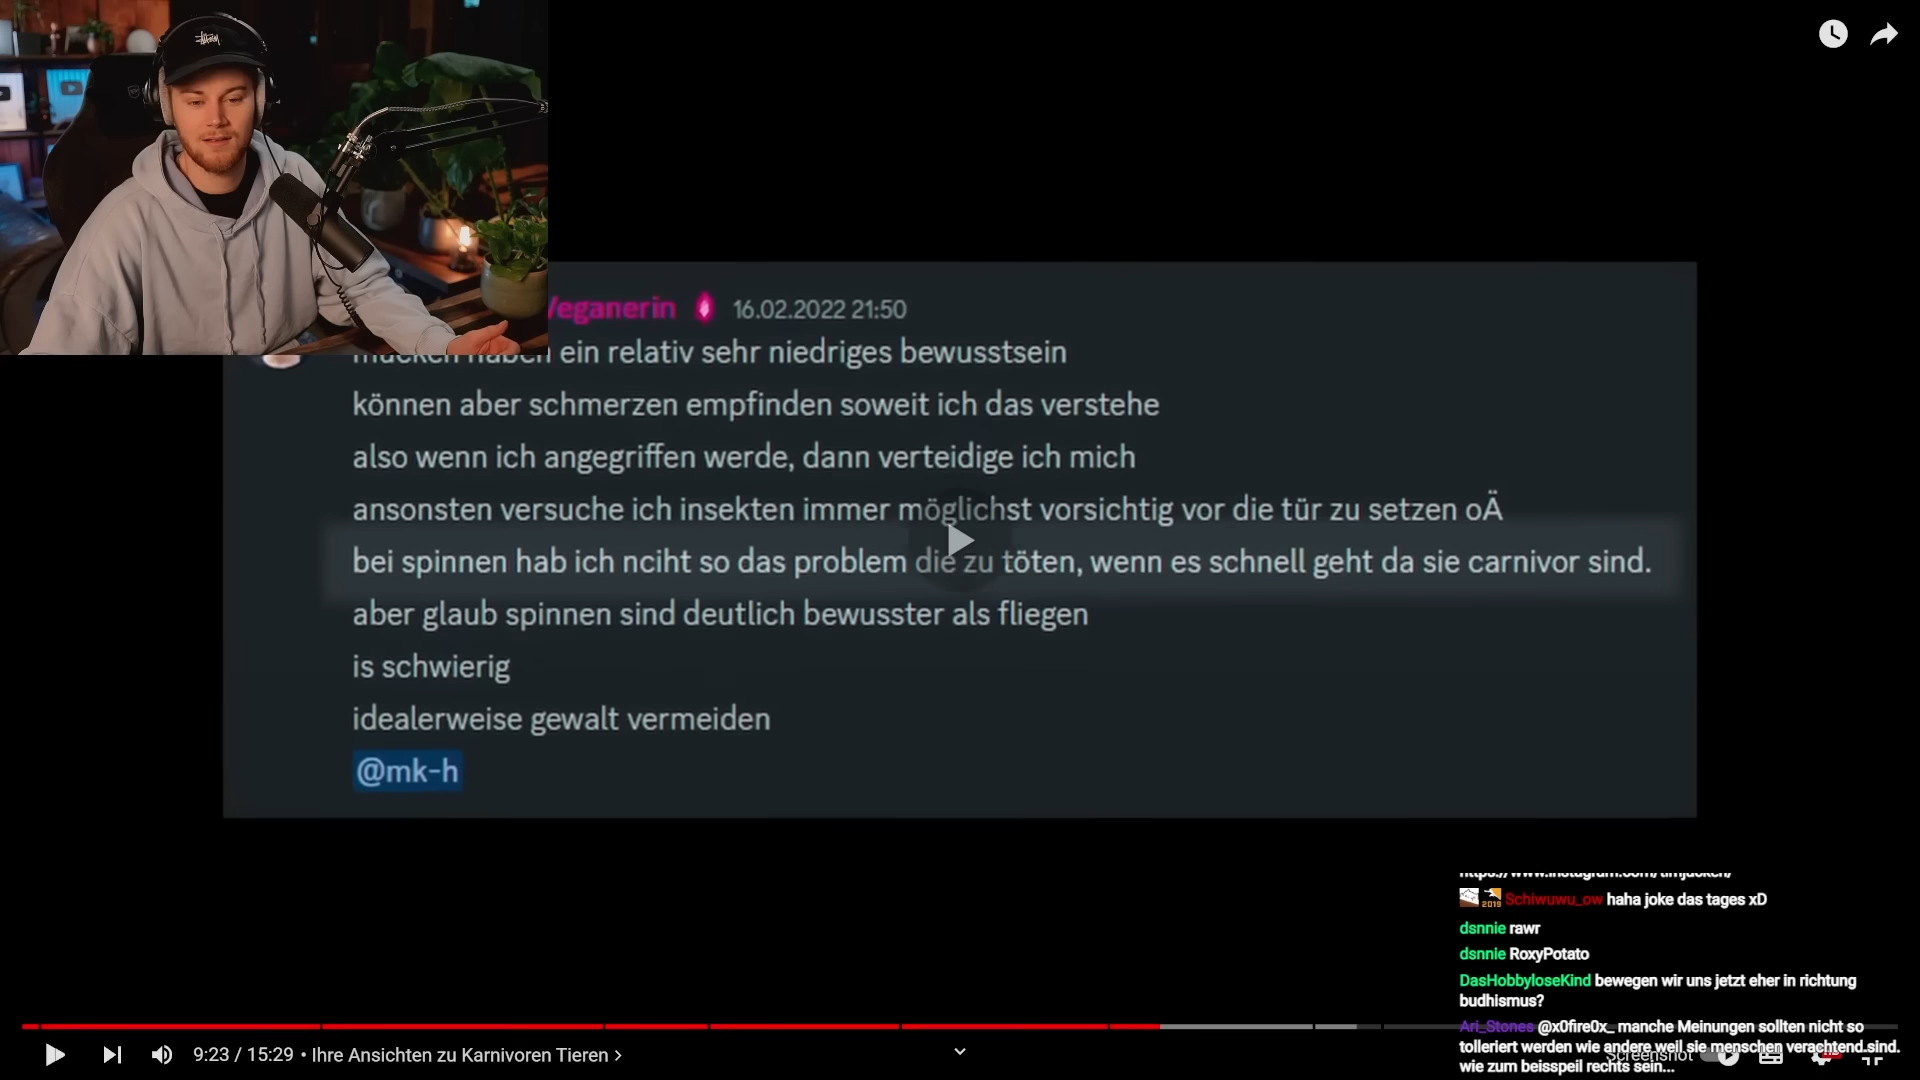 Veganerin 16.02.2022 21:50
mücken haben ein relativ sehr niedriges bewusstsein
können aber schmerzen empfinden soweit ich das verstehe
also wenn ich angegriffen werde, dann verteidige ich mich
ansonsten versuche ich insekten immer möglichst vorsichtig vor die tür zu setzen oÄ
bei spinnen hab ich nciht so das problem die zu töten, wenn es schnell geht da sie carnivor sind.
aber glaub spinnen sind deutlich bewusster als fliegen
is schwierig
idealerweise gewalt vermeiden
@mk-h
2019 Schiwuwu_ow haha joke das tages xD
dsnnie rawr
dsnnie RoxyPotato
DasHobbyloseKind bewegen wir uns jetzt eher in richtung
budhismus?
Ari_Stones @x0fire0x_ manche Meinungen sollten nicht so
tolleriert werden wie andere weil sie menschen verachtend.sind.
wie zum beisspeil rechts sein...
9:23 / 15:29 • Ihre Ansichten zu Karnivoren Tieren
Screenshot